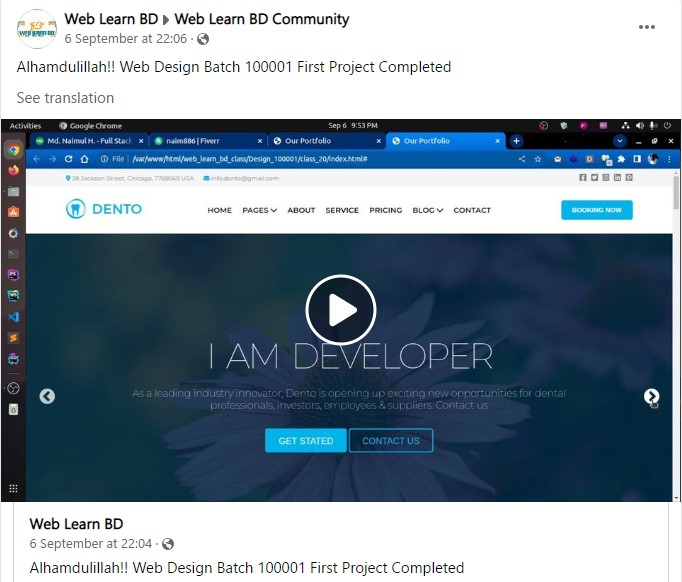 Web Learn BD Web Learn BD Community
6 September at 22:06 ·
Alhamdulillah!! Web Design Batch 100001 First Project Completed
See translation
Activities Google Chrome Sep 6 9:53 PM
Md. Naimul H. - Full Stac naim886 | Fiverr Our Portfolio Our Portfolio
File /var/www/html/web_learn_bd_class/Design_100001/class_20/index.html#
28 Jackson Street, Chicago, 7788569 USA info.dento@gmail.com
DENTO HOME PAGES ABOUT SERVICE PRICING BLOG CONTACT BOOKING NOW
I AM DEVELOPER
As a leading industry innovator, Dento is opening up exciting new opportunities for dental
professionals, investors, employees & suppliers. Contact us
GET STATED CONTACT US
Web Learn BD
6 September at 22:04 ·
Alhamdulillah!! Web Design Batch 100001 First Project Completed